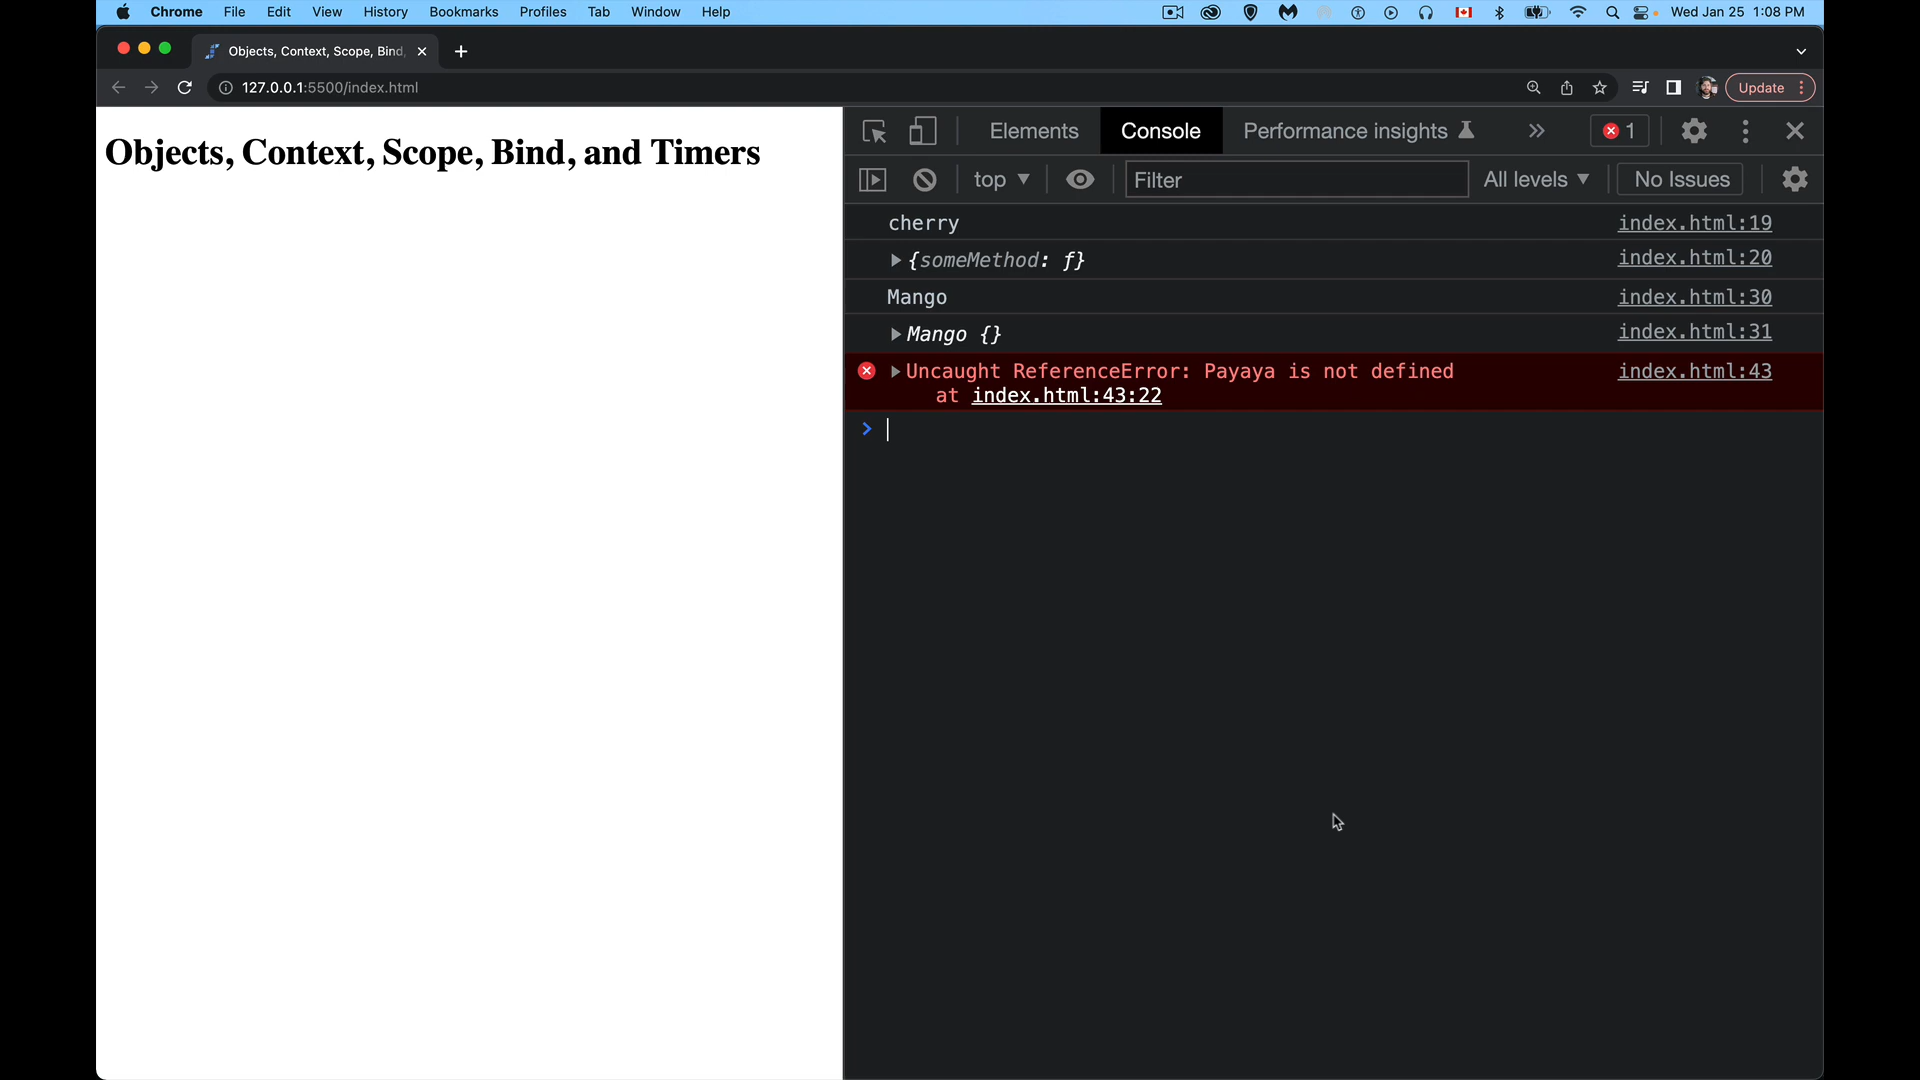 Chrome File Edit View History Bookmarks Profiles Tab Window Help Wed Jan 25 1:08 PM
Objects, Context, Scope, Bind,
127.0.0.1:5500/index.html Update
Objects, Context, Scope, Bind, and Timers
Elements Console Performance insights 1
top Filter All levels No Issues
cherry index.html:19
{someMethod: ƒ} index.html:20
Mango index.html:30
Mango {} index.html:31
Uncaught ReferenceError: Payaya is not defined index.html:43
at index.html:43:22